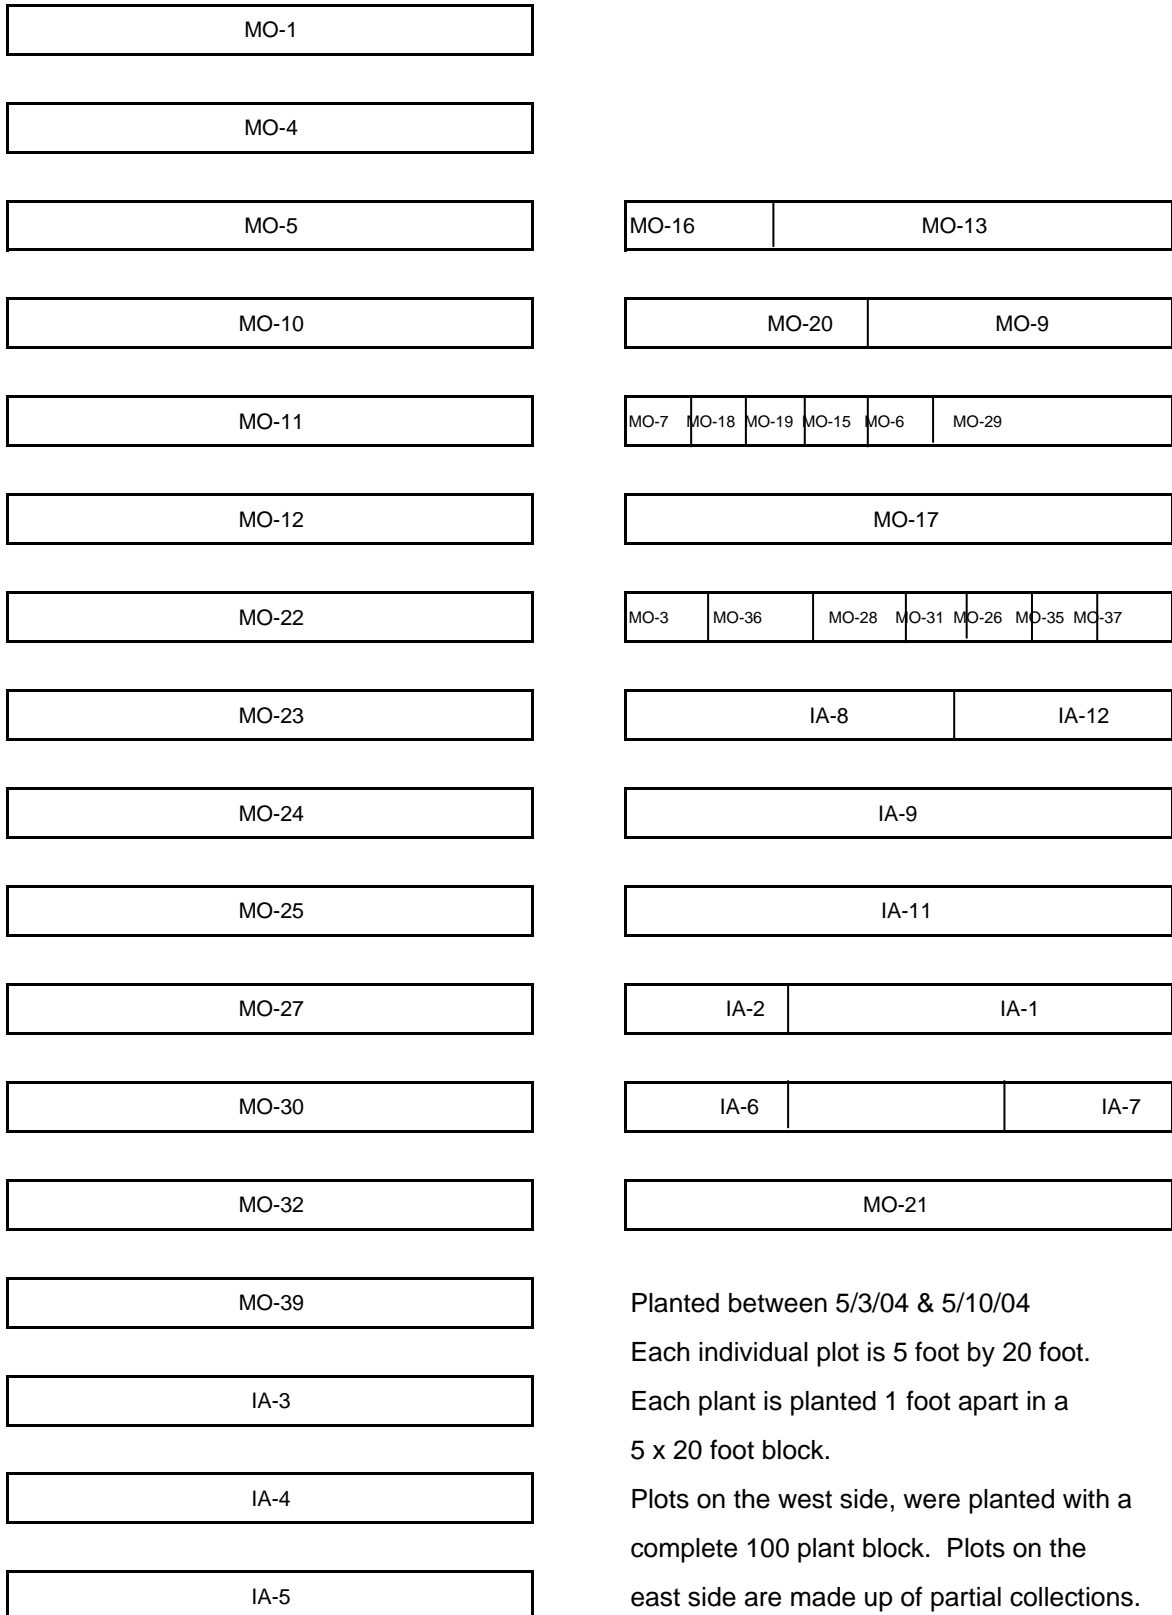 MO-1
MO-4
MO-5
MO-10
MO-11
MO-12
MO-22
MO-23
MO-24
MO-25
MO-27
MO-30
MO-32
MO-39
IA-3
IA-4
IA-5
MO-16 MO-13
MO-20 MO-9
MO-7 MO-18 MO-19 MO-15 MO-6 MO-29
MO-17
MO-3 MO-36 MO-28 MO-31 MO-26 MO-35 MO-37
IA-8 IA-12
IA-9
IA-11
IA-2 IA-1
IA-6 IA-7
MO-21
Planted between 5/3/04 & 5/10/04
Each individual plot is 5 foot by 20 foot.
Each plant is planted 1 foot apart in a
5 x 20 foot block.
Plots on the west side, were planted with a
complete 100 plant block. Plots on the
east side are made up of partial collections.